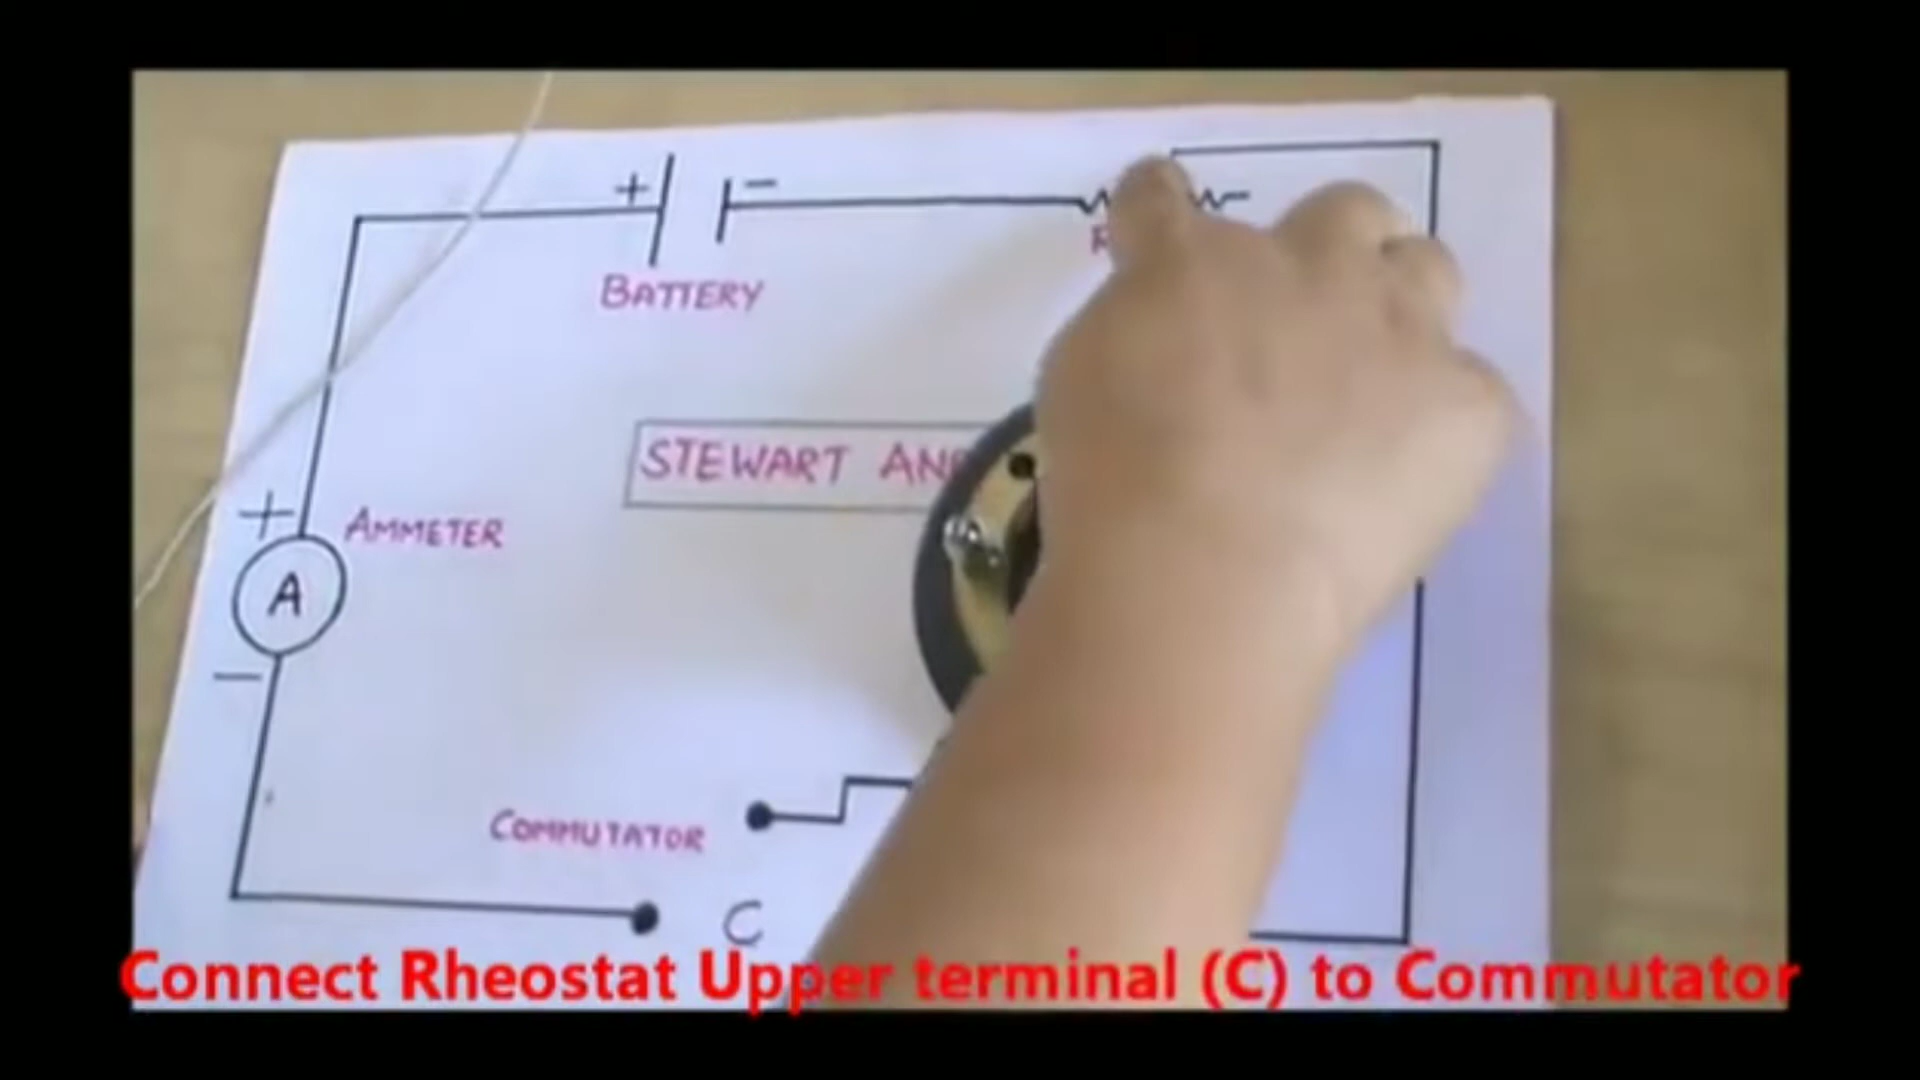 + −
R
BATTERY
STEWART AN
+
AMMETER
A
−
COMMUTATOR
C
Connect Rheostat Upper terminal (C) to Commutator